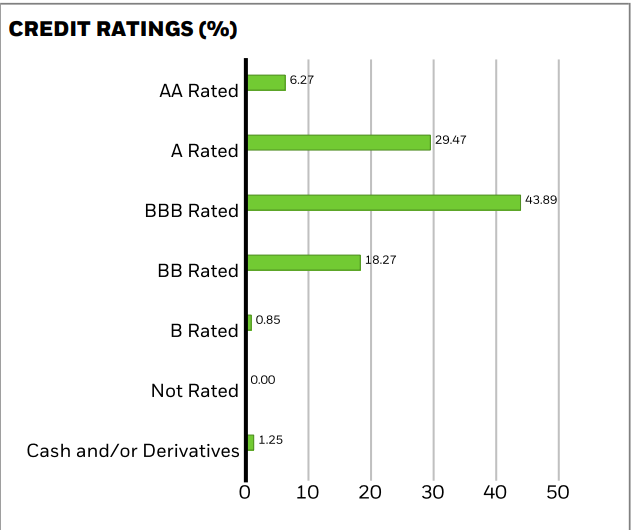 CREDIT RATINGS (%)
AA Rated 6.27
A Rated 29.47
BBB Rated 43.89
BB Rated 18.27
B Rated 0.85
Not Rated 0.00
Cash and/or Derivatives 1.25
0 10 20 30 40 50